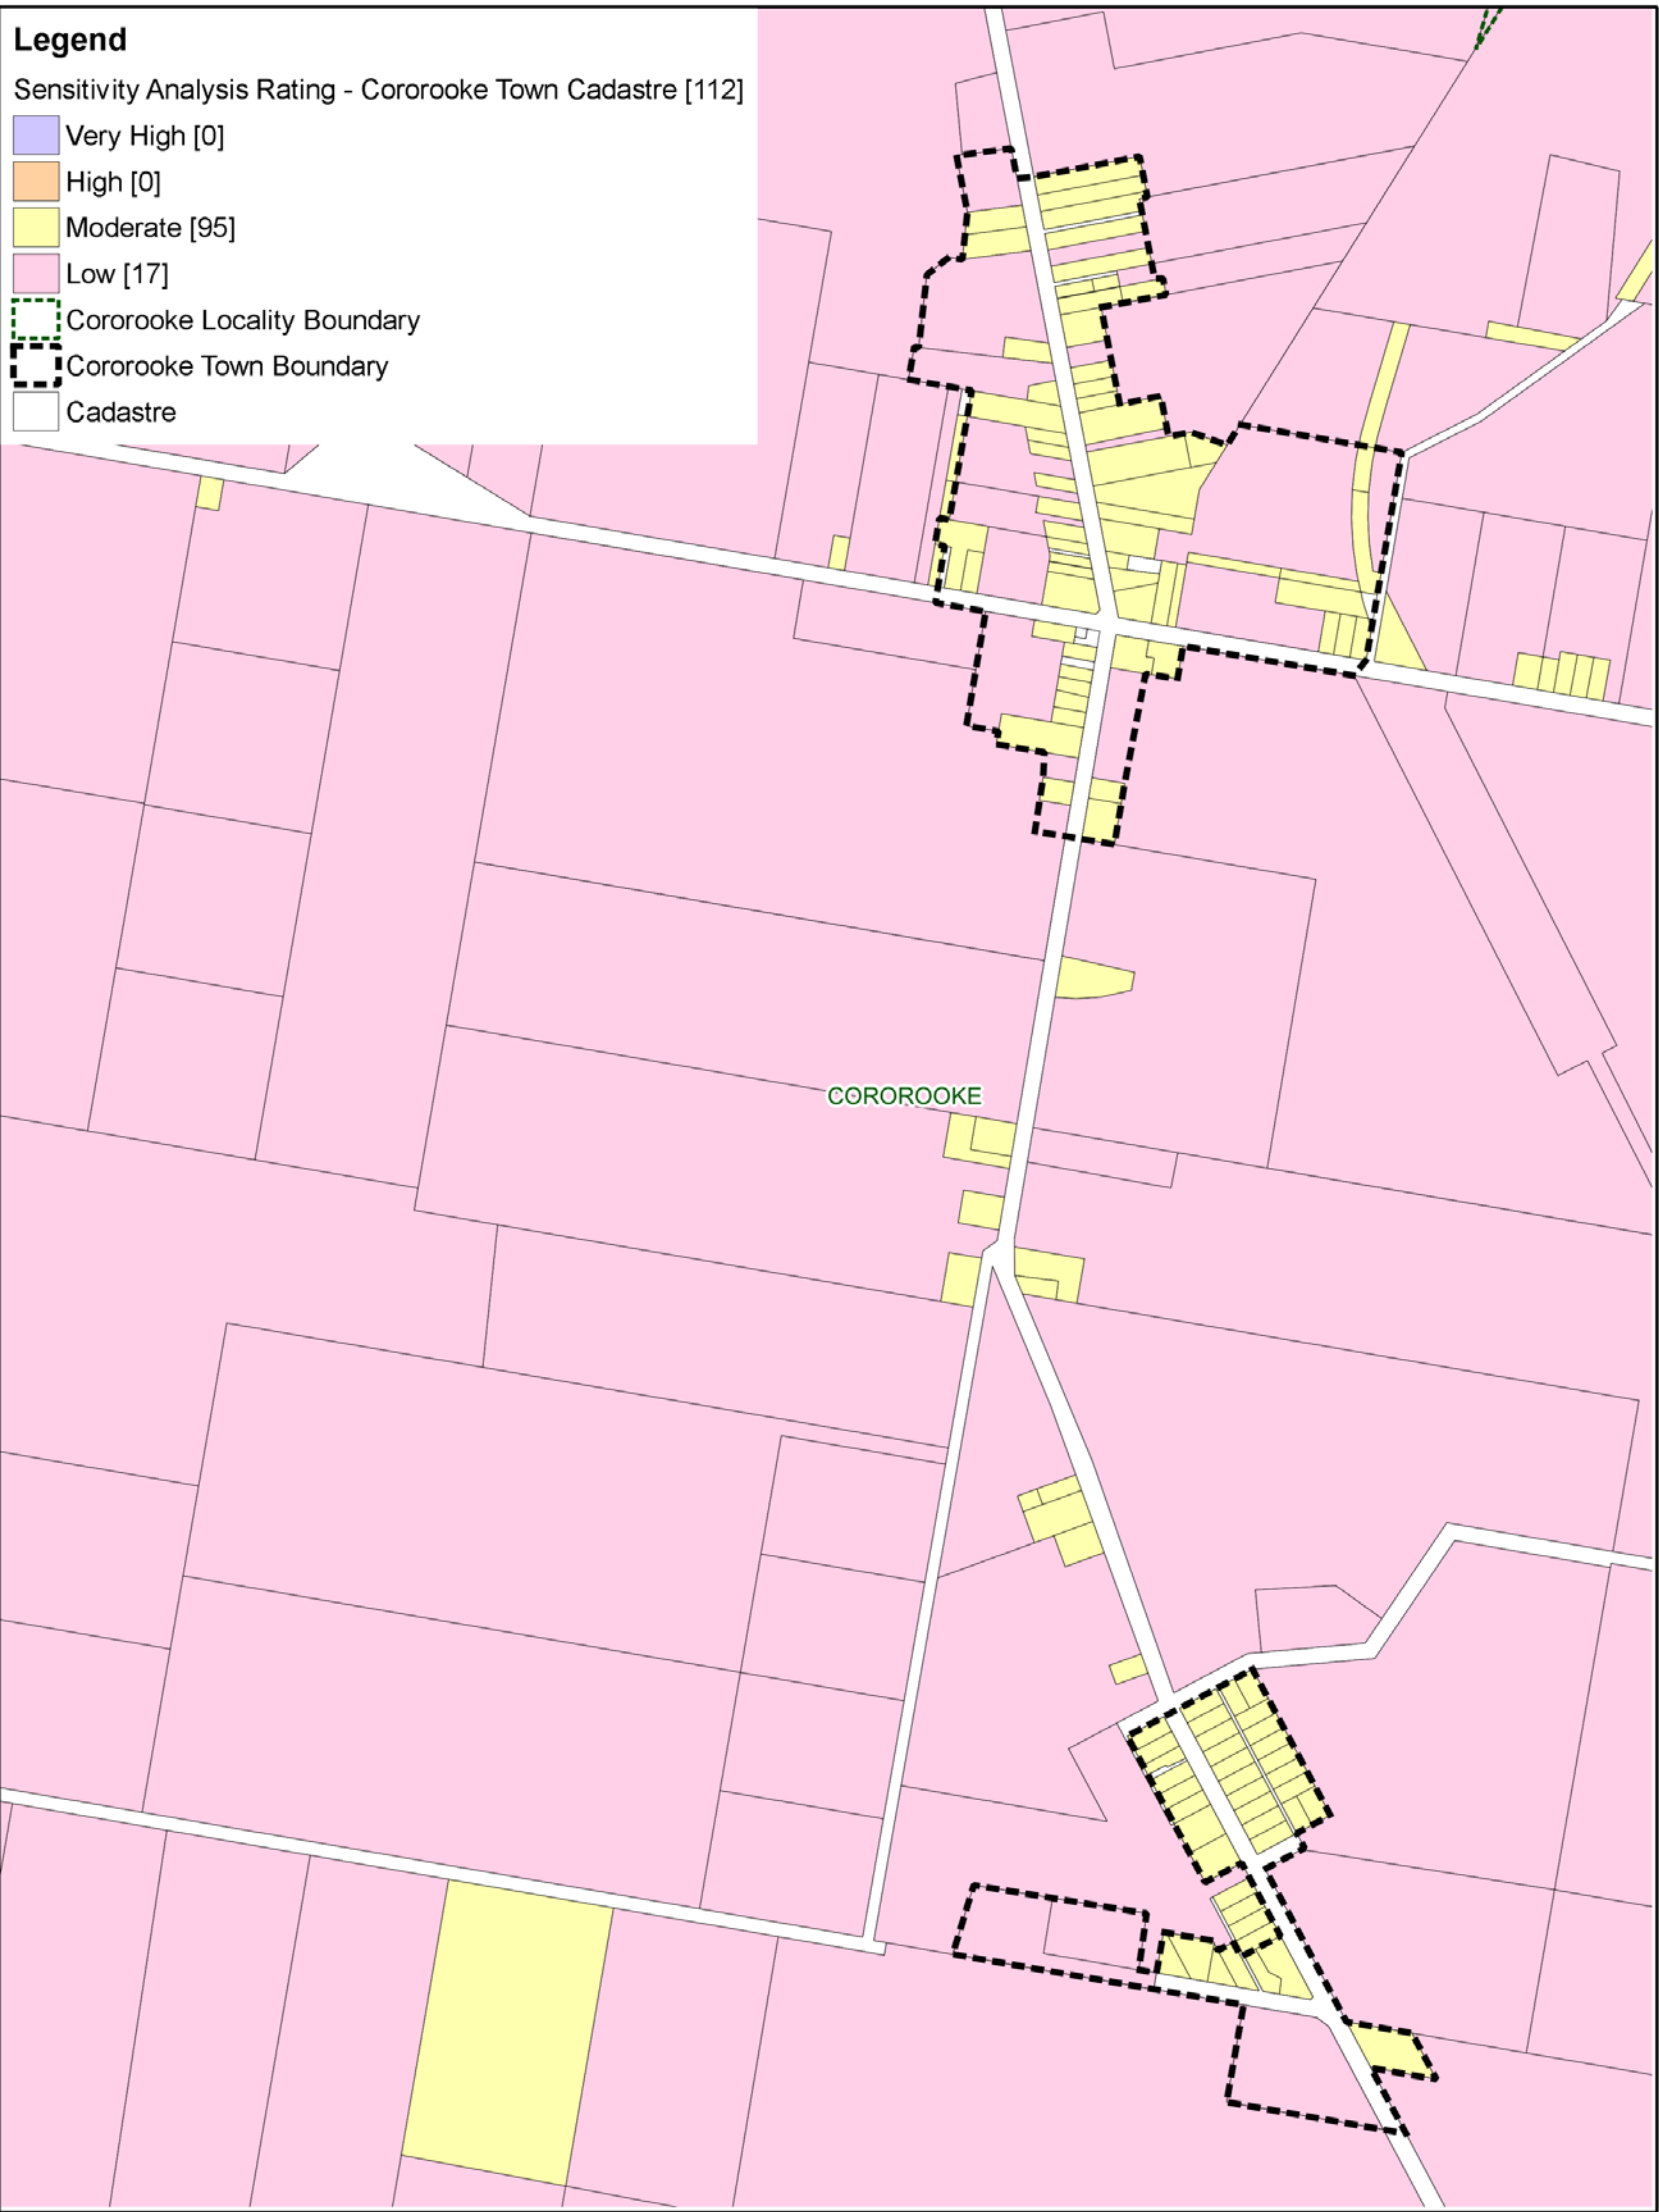 Legend
Sensitivity Analysis Rating - Cororooke Town Cadastre [112]
Very High [0]
High [0]
Moderate [95]
Low [17]
Cororooke Locality Boundary
Cororooke Town Boundary
Cadastre
COROROOKE